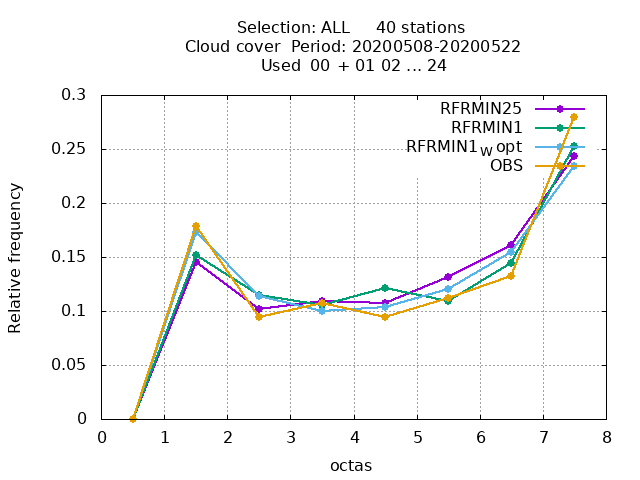 Selection: ALL 40 stations
Cloud cover Period: 20200508-20200522
Used 00 + 01 02 ... 24
RFRMIN25
RFRMIN1
RFRMIN1W opt
OBS
0.3
0.25
0.2
0.15
0.1
0.05
0
Relative frequency
0 1 2 3 4 5 6 7 8
octas